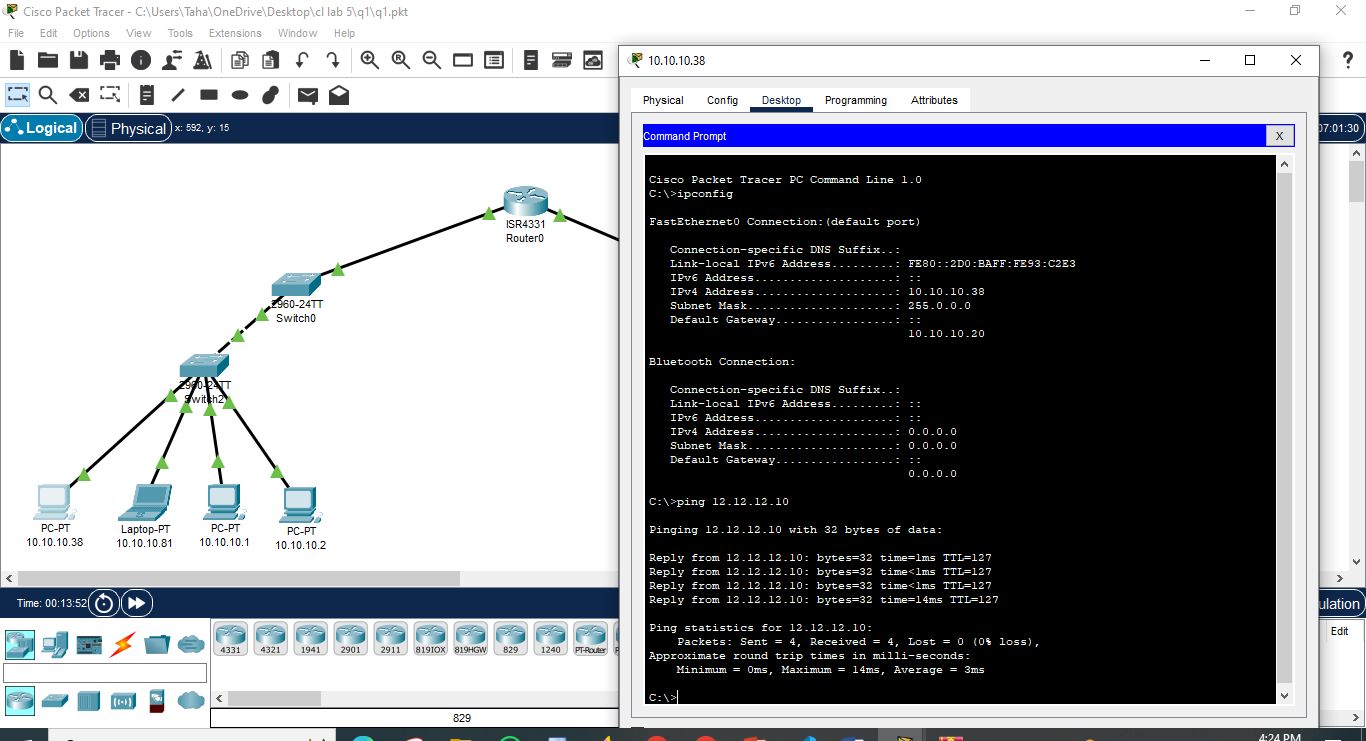 Cisco Packet Tracer - C:\Users\Taha\OneDrive\Desktop\cl lab 5\q1\q1.pkt
File Edit Options View Tools Extensions Window Help
Logical Physical x: 592, y: 15
07:01:30
ISR4331
Router0
2960-24TT
Switch0
2960-24TT
Switch2
PC-PT
10.10.10.38
Laptop-PT
10.10.10.81
PC-PT
10.10.10.1
PC-PT
10.10.10.2
Time: 00:13:52
4331 4321 1941 2901 2911 819IOX 819HGW 829 1240 PT-Router
829
10.10.10.38
Physical Config Desktop Programming Attributes
Command Prompt X
Cisco Packet Tracer PC Command Line 1.0
C:\>ipconfig
FastEthernet0 Connection:(default port)
Connection-specific DNS Suffix..:
Link-local IPv6 Address.........: FE80::2D0:BAFF:FE93:C2E3
IPv6 Address....................: ::
IPv4 Address....................: 10.10.10.38
Subnet Mask.....................: 255.0.0.0
Default Gateway.................: ::
10.10.10.20
Bluetooth Connection:
Connection-specific DNS Suffix..:
Link-local IPv6 Address.........: ::
IPv6 Address....................: ::
IPv4 Address....................: 0.0.0.0
Subnet Mask.....................: 0.0.0.0
Default Gateway.................: ::
0.0.0.0
C:\>ping 12.12.12.10
Pinging 12.12.12.10 with 32 bytes of data:
Reply from 12.12.12.10: bytes=32 time=1ms TTL=127
Reply from 12.12.12.10: bytes=32 time<1ms TTL=127
Reply from 12.12.12.10: bytes=32 time<1ms TTL=127
Reply from 12.12.12.10: bytes=32 time=14ms TTL=127
Ping statistics for 12.12.12.10:
Packets: Sent = 4, Received = 4, Lost = 0 (0% loss),
Approximate round trip times in milli-seconds:
Minimum = 0ms, Maximum = 14ms, Average = 3ms
C:\>
ulation
Edit
4:24 PM